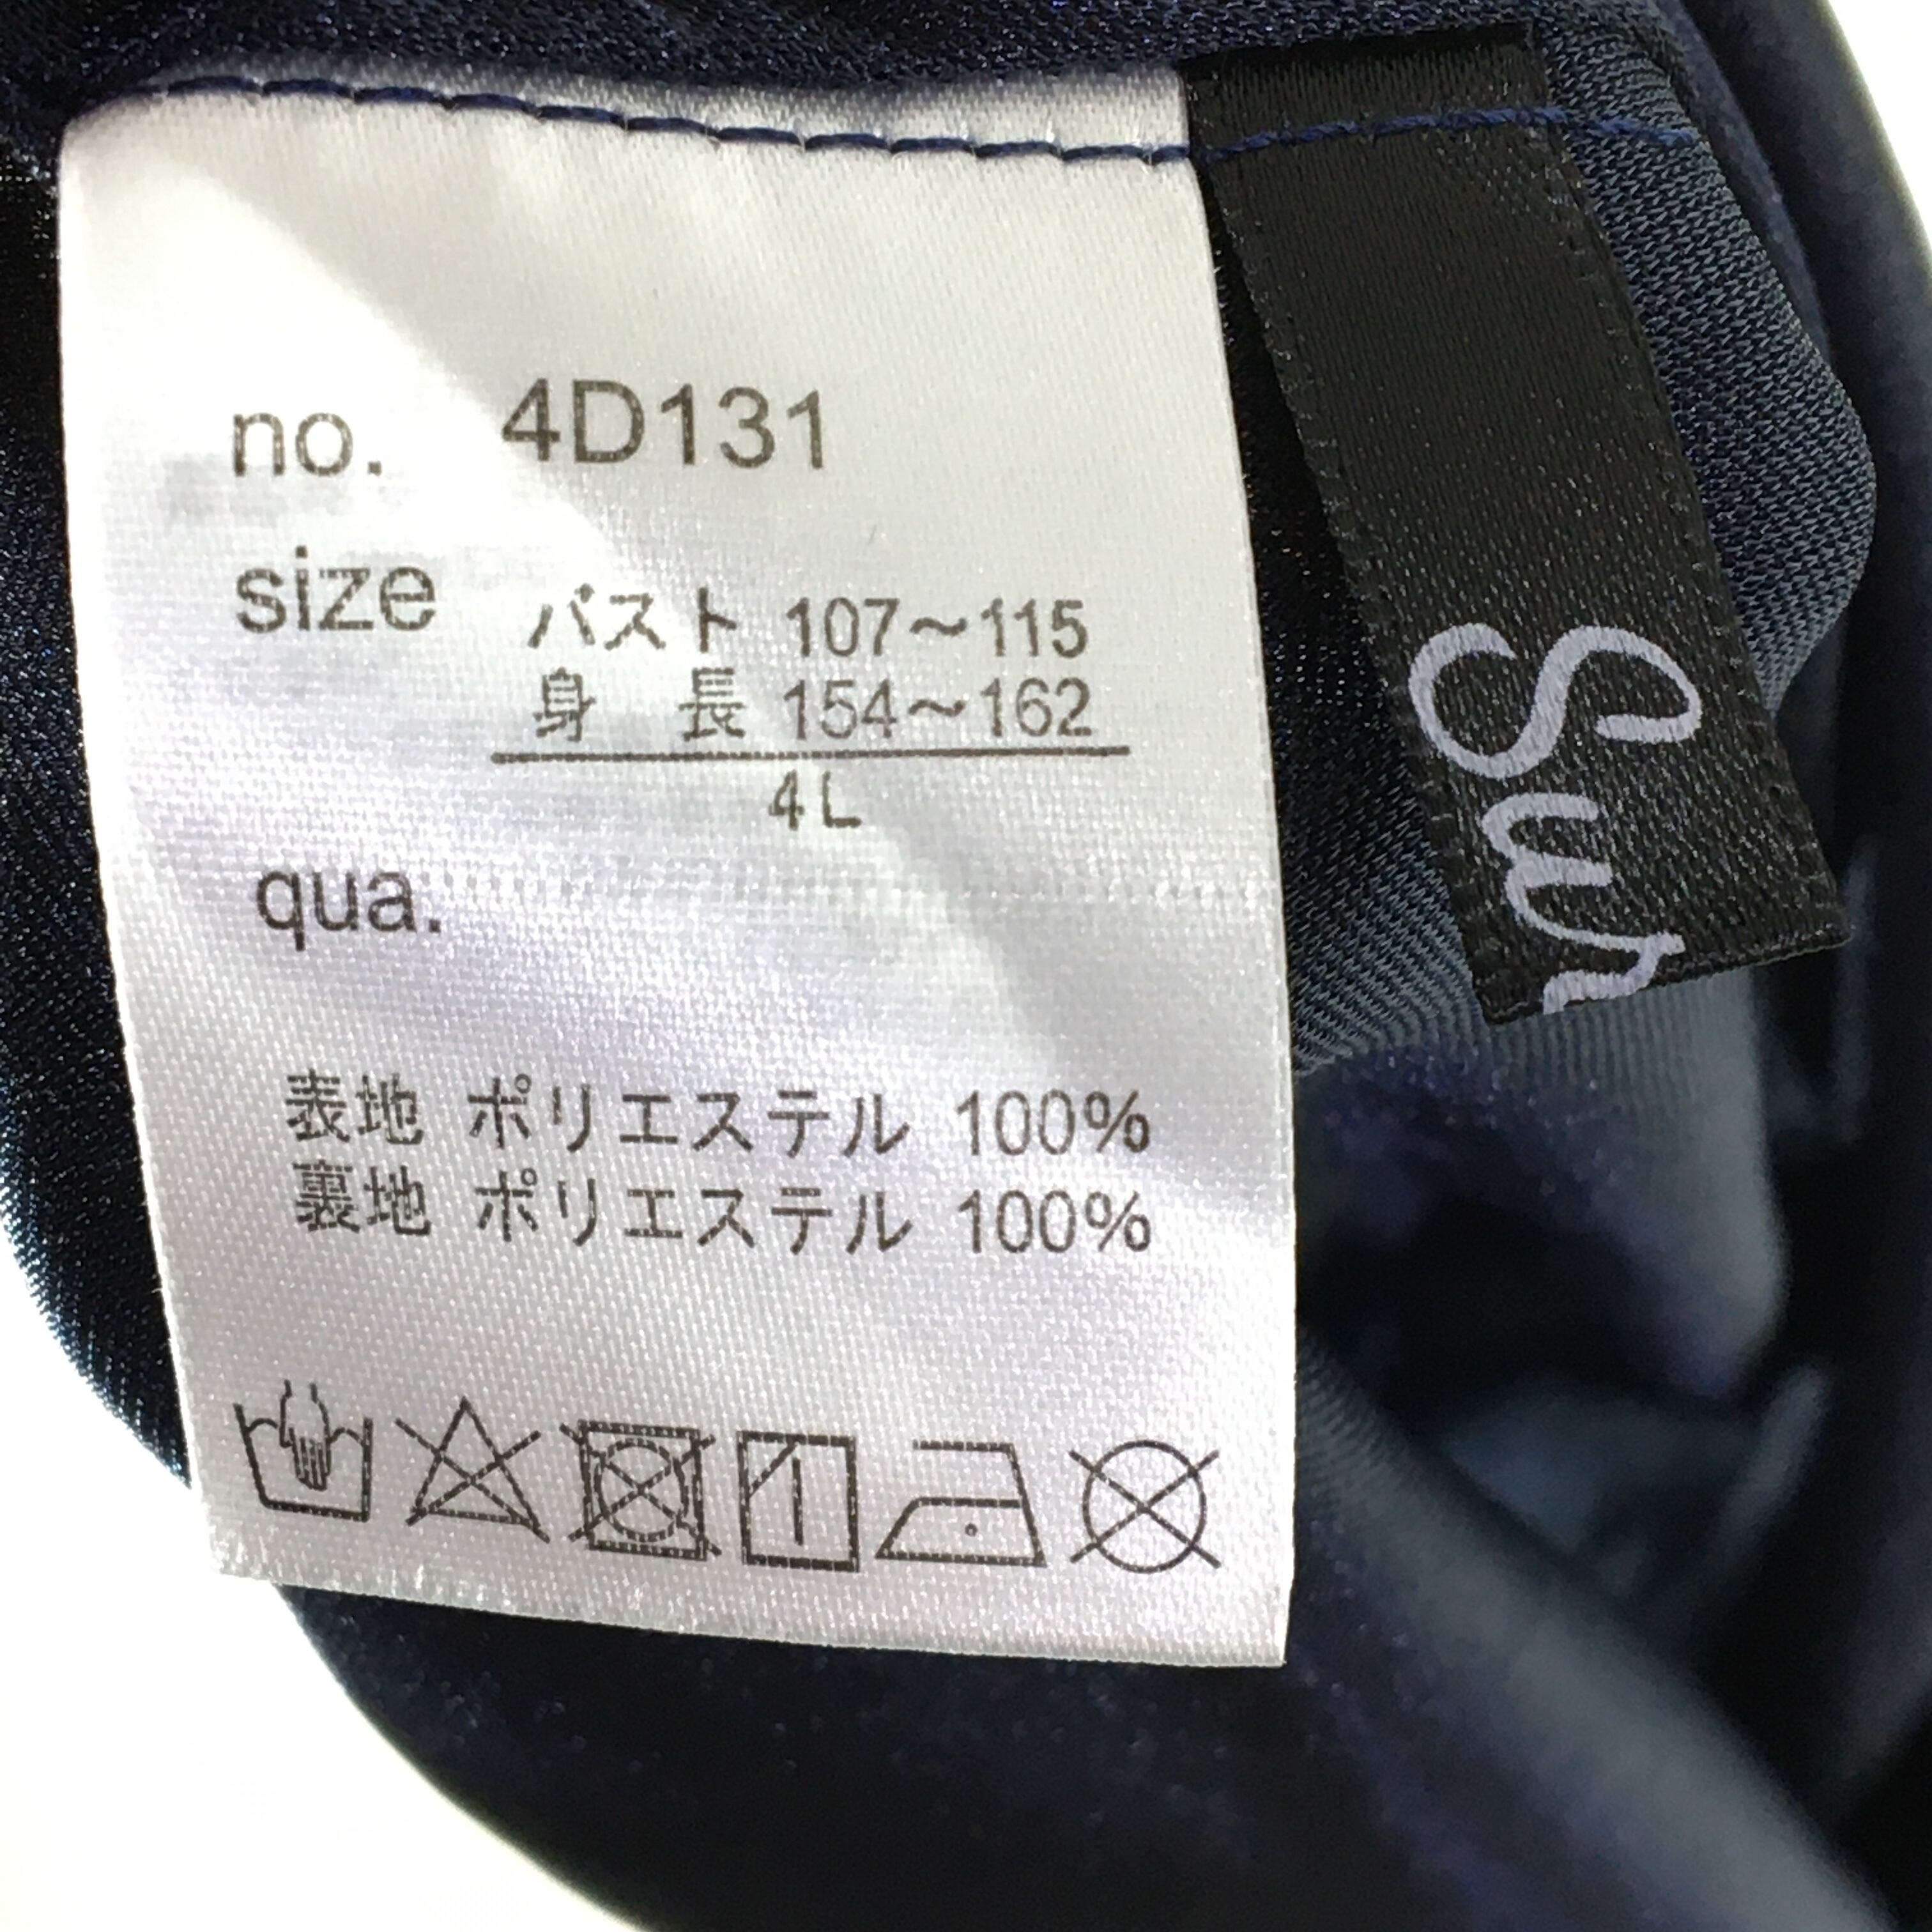 no. 4D131
size バスト 107～115
身 長 154～162
4L
qua.
表地 ポリエステル 100%
裏地 ポリエステル 100%